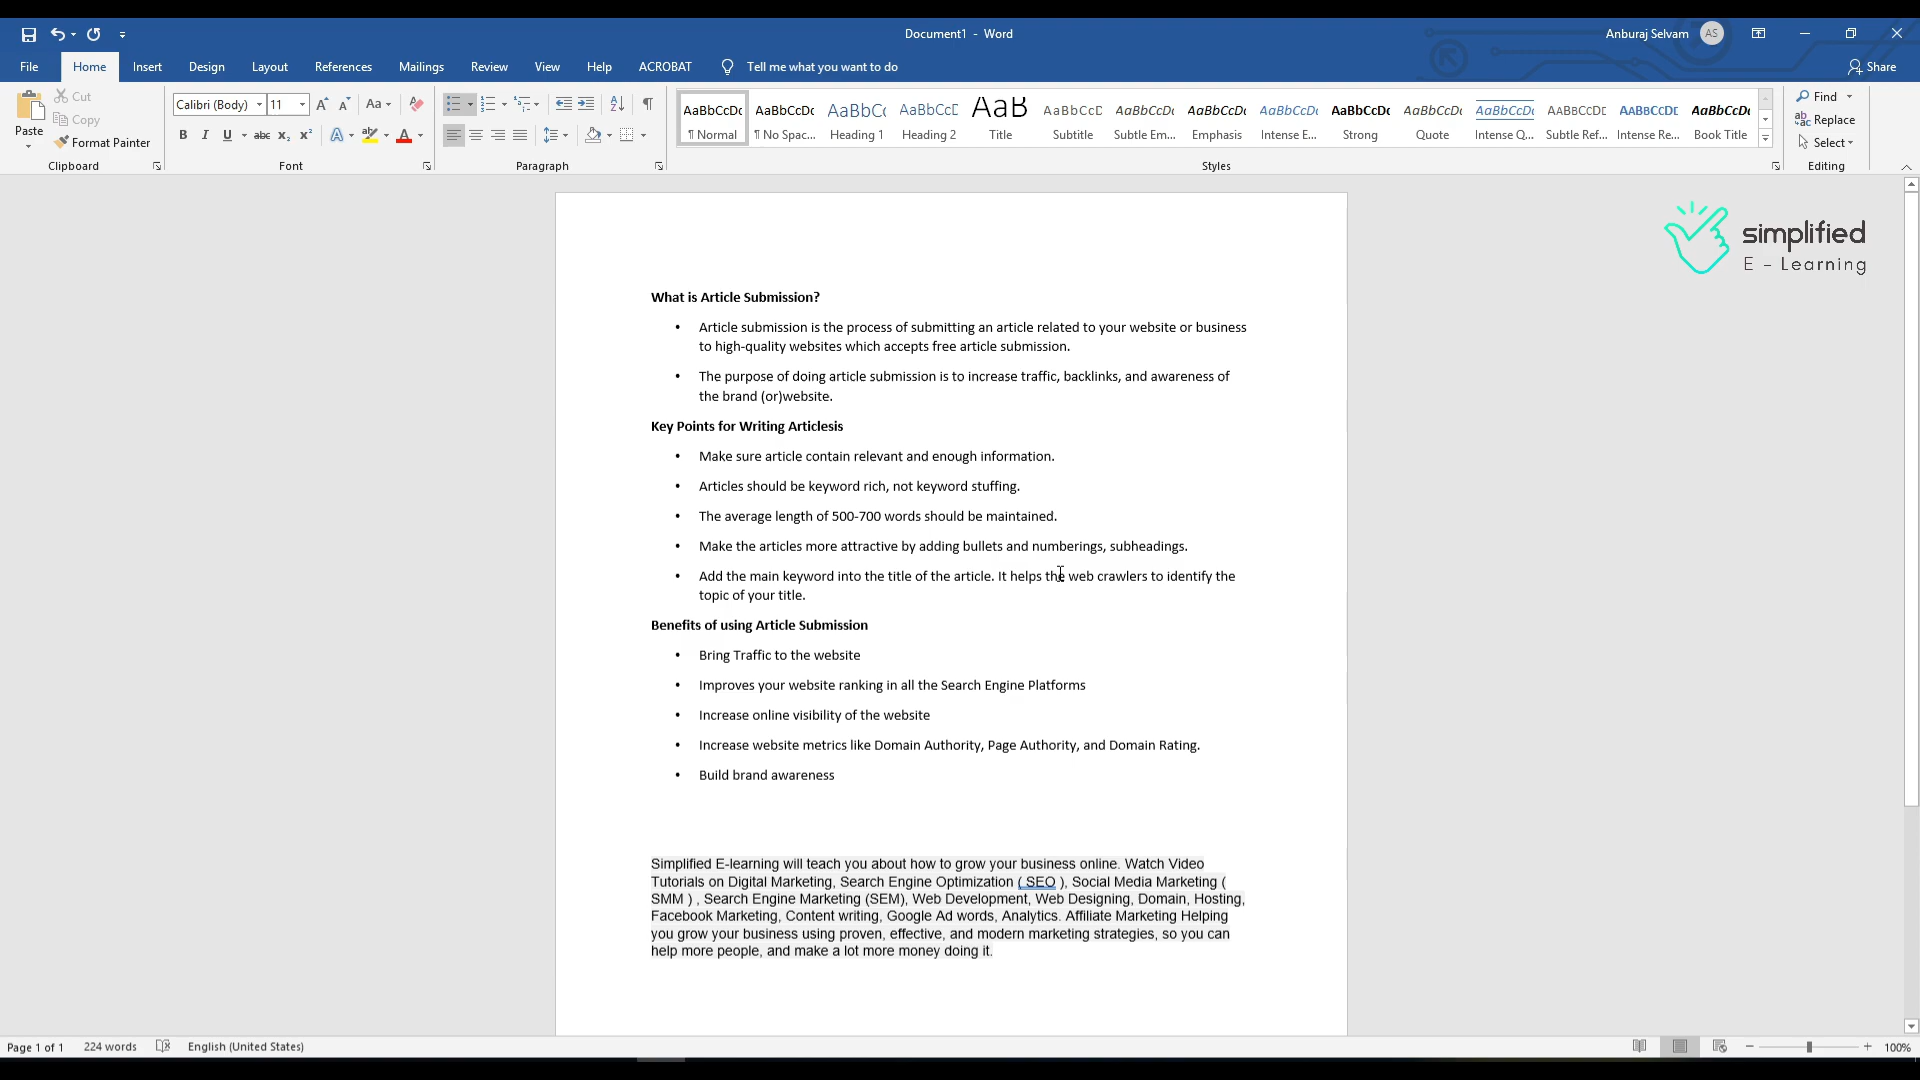 Document1 - Word
Anburaj Selvam AS
File Home Insert Design Layout References Mailings Review View Help ACROBAT Tell me what you want to do Share
Paste
Cut
Copy
Format Painter
Clipboard
Calibri (Body) 11
Font
Paragraph
AaBbCcDc AaBbCcDc AaBbCc AaBbCcE AaB AaBbCcD AaBbCcDc AaBbCcDc AaBbCcDc AaBbCcDc AaBbCcDc AaBbCcDc AABBCCDE AABBCCDE AaBbCcDc
¶ Normal ¶ No Spac... Heading 1 Heading 2 Title Subtitle Subtle Em... Emphasis Intense E... Strong Quote Intense Q... Subtle Ref... Intense Re... Book Title
Styles
Find
Replace
Select
Editing
simplified
E - Learning
What is Article Submission?
• Article submission is the process of submitting an article related to your website or business
to high-quality websites which accepts free article submission.
• The purpose of doing article submission is to increase traffic, backlinks, and awareness of
the brand (or)website.
Key Points for Writing Articlesis
• Make sure article contain relevant and enough information.
• Articles should be keyword rich, not keyword stuffing.
• The average length of 500-700 words should be maintained.
• Make the articles more attractive by adding bullets and numberings, subheadings.
• Add the main keyword into the title of the article. It helps the web crawlers to identify the
topic of your title.
Benefits of using Article Submission
• Bring Traffic to the website
• Improves your website ranking in all the Search Engine Platforms
• Increase online visibility of the website
• Increase website metrics like Domain Authority, Page Authority, and Domain Rating.
• Build brand awareness
Simplified E-learning will teach you about how to grow your business online. Watch Video
Tutorials on Digital Marketing, Search Engine Optimization ( SEO ), Social Media Marketing (
SMM ) , Search Engine Marketing (SEM), Web Development, Web Designing, Domain, Hosting,
Facebook Marketing, Content writing, Google Ad words, Analytics. Affiliate Marketing Helping
you grow your business using proven, effective, and modern marketing strategies, so you can
help more people, and make a lot more money doing it.
Page 1 of 1 224 words English (United States) 100%